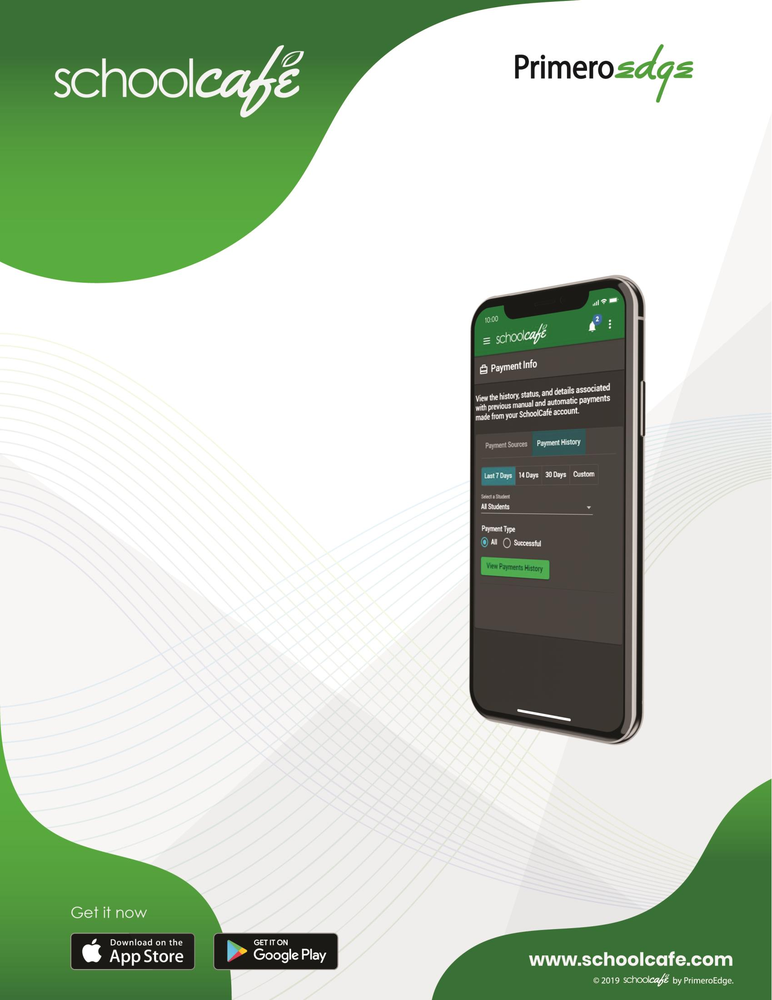 schoolcafé
Primeroedge
10:00
2
schoolcafé
Payment Info
View the history, status, and details associated
with previous manual and automatic payments
made from your SchoolCafé account.
Payment Sources
Payment History
Last 7 Days
14 Days
30 Days
Custom
Select a Student
All Students
Payment Type
All
Successful
View Payments History
Get it now
Download on the
App Store
GET IT ON
Google Play
www.schoolcafe.com
© 2019 schoolcafé by PrimeroEdge.